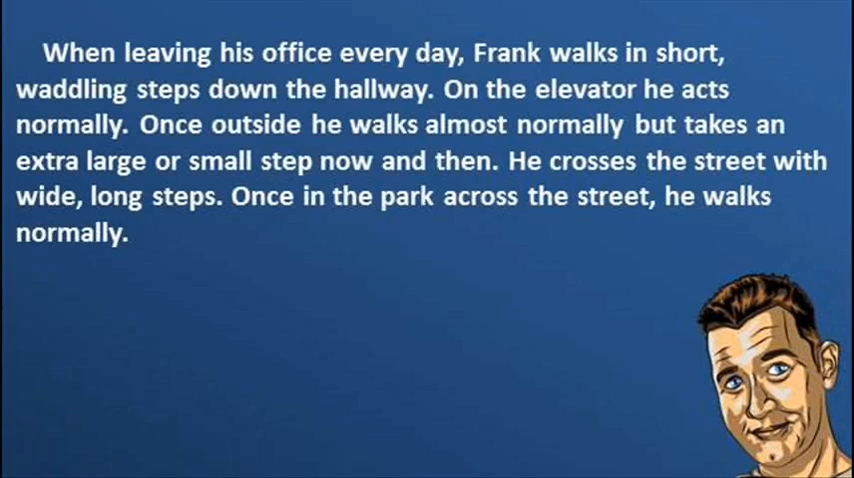 When leaving his office every day, Frank walks in short,
waddling steps down the hallway. On the elevator he acts
normally. Once outside he walks almost normally but takes an
extra large or small step now and then. He crosses the street with
wide, long steps. Once in the park across the street, he walks
normally.